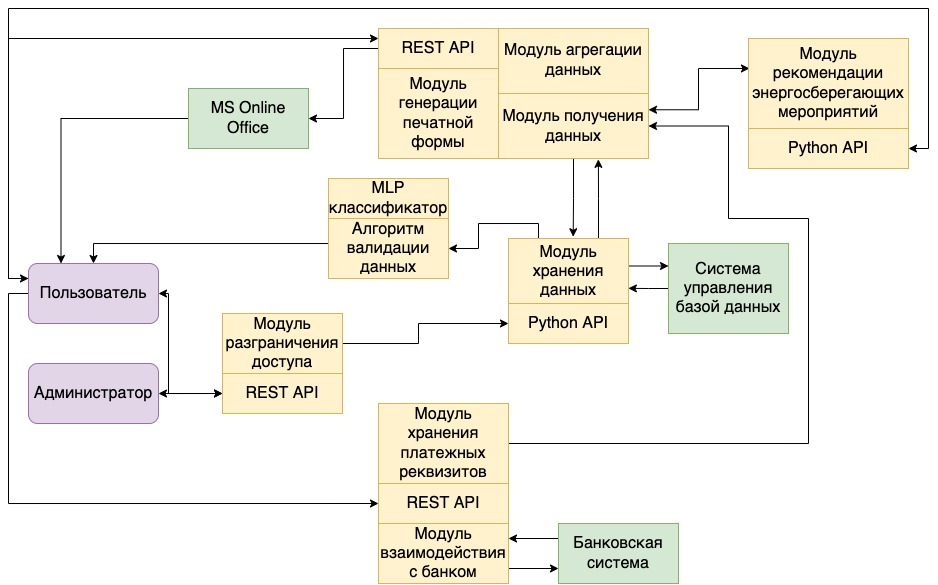 REST API
Модуль
генерации
печатной
формы
Модуль агрегации
данных
Модуль получения
данных
Модуль
рекомендации
энергосберегающих
мероприятий
Python API
MS Online
Office
MLP
классификатор
Алгоритм
валидации
данных
Модуль
хранения
данных
Python API
Система
управления
базой данных
Пользователь
Администратор
Модуль
разграничения
доступа
REST API
Модуль
хранения
платежных
реквизитов
REST API
Модуль
взаимодействия
с банком
Банковская
система